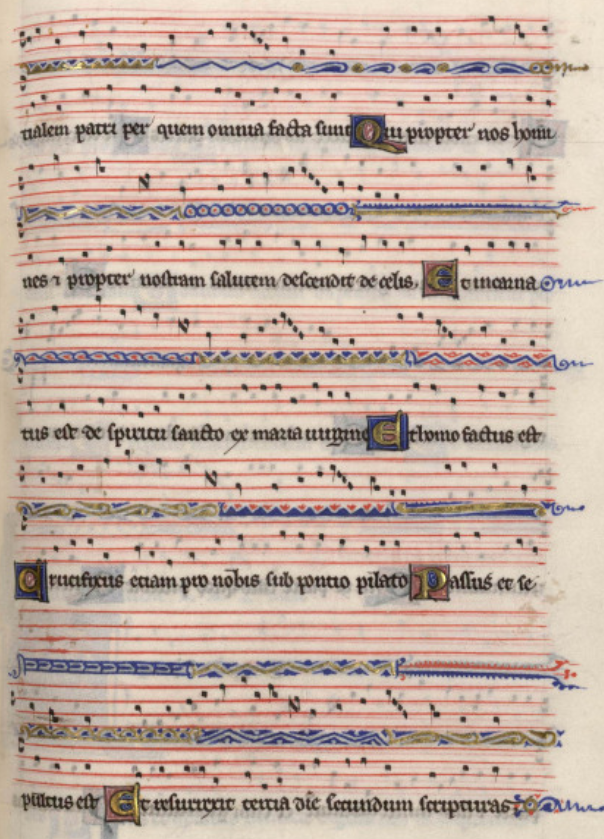 tialem patri per quem omnia facta sunt Qui propter nos homi
nes ⁊ propter nostram salutem descendit de celis. Et incarna
tus est de spiritu sancto ex maria uirgine Et homo factus est
Crucifixus etiam pro nobis sub pontio pilato Passus et se
pultus est Et resurrexit tertia die secundum scripturas